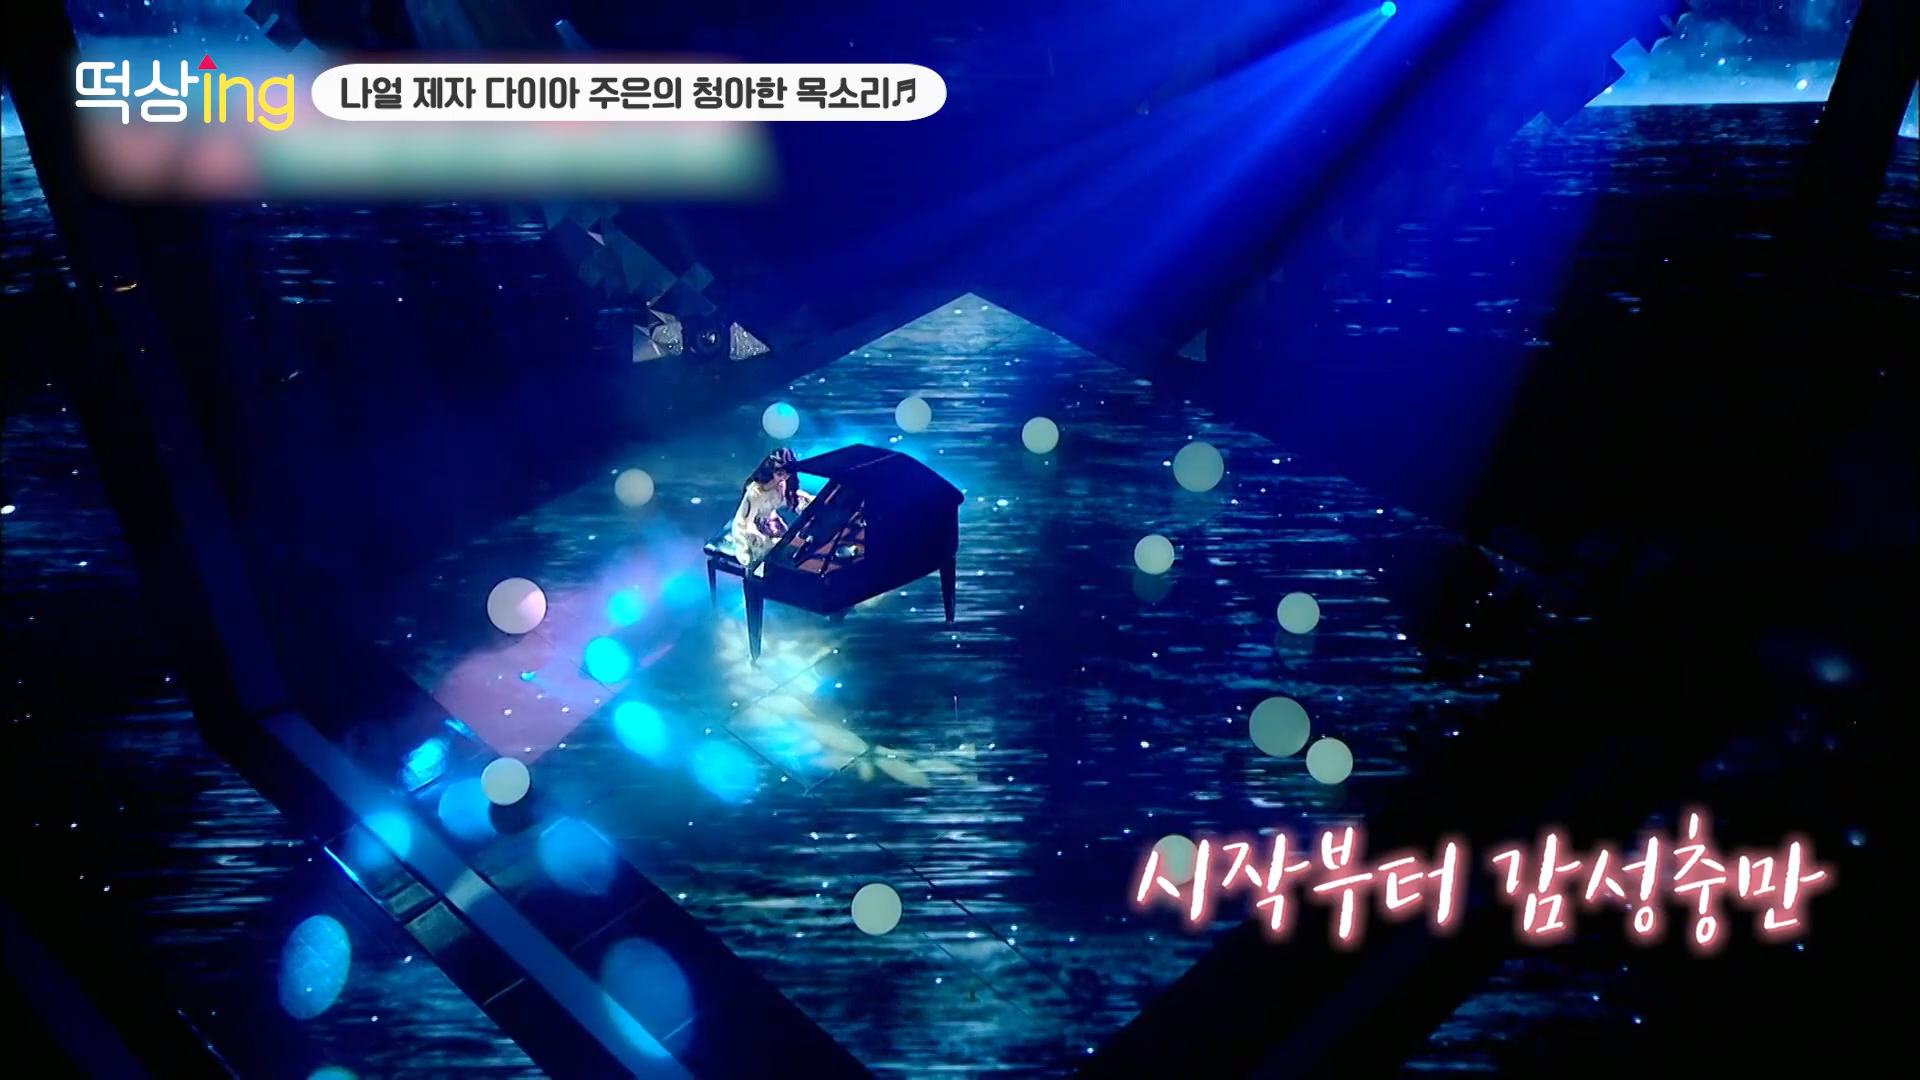 떡상ing
나얼 제자 다이아 주은의 청아한 목소리♬
시작부터 감성충만